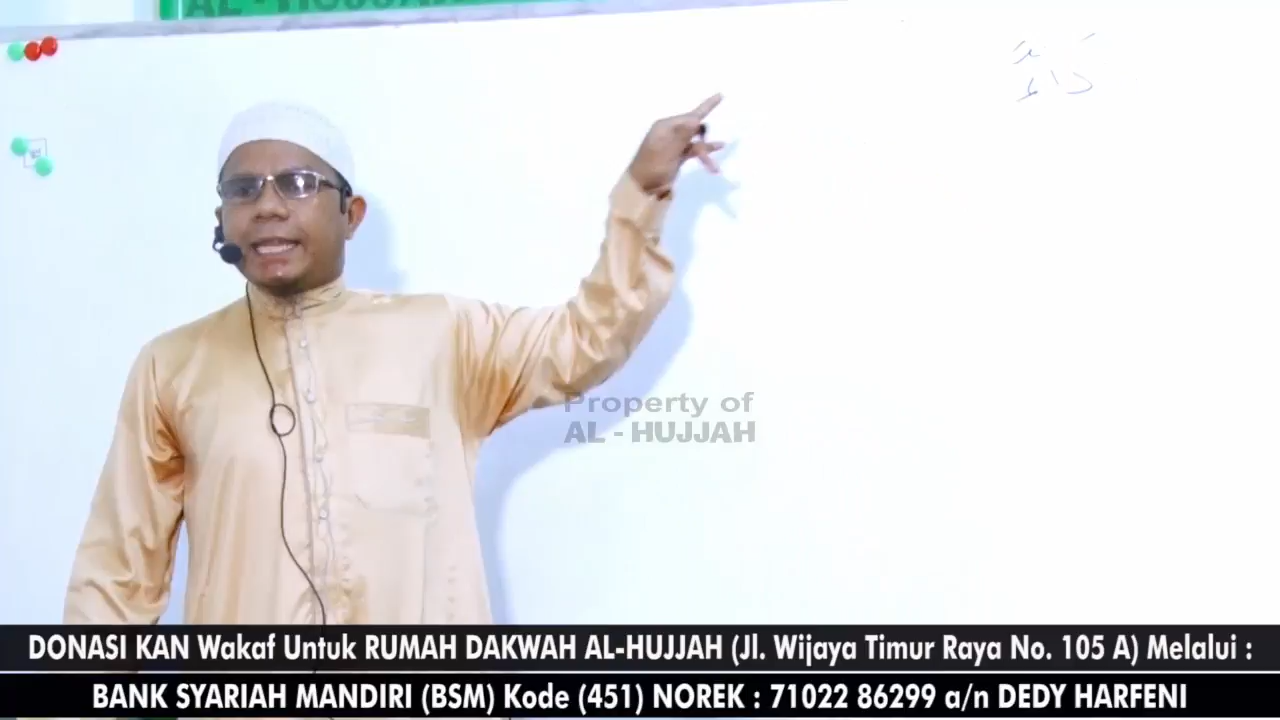 Property of
AL - HUJJAH
DONASI KAN Wakaf Untuk RUMAH DAKWAH AL-HUJJAH (Jl. Wijaya Timur Raya No. 105 A) Melalui :
BANK SYARIAH MANDIRI (BSM) Kode (451) NOREK : 71022 86299 a/n DEDY HARFENI